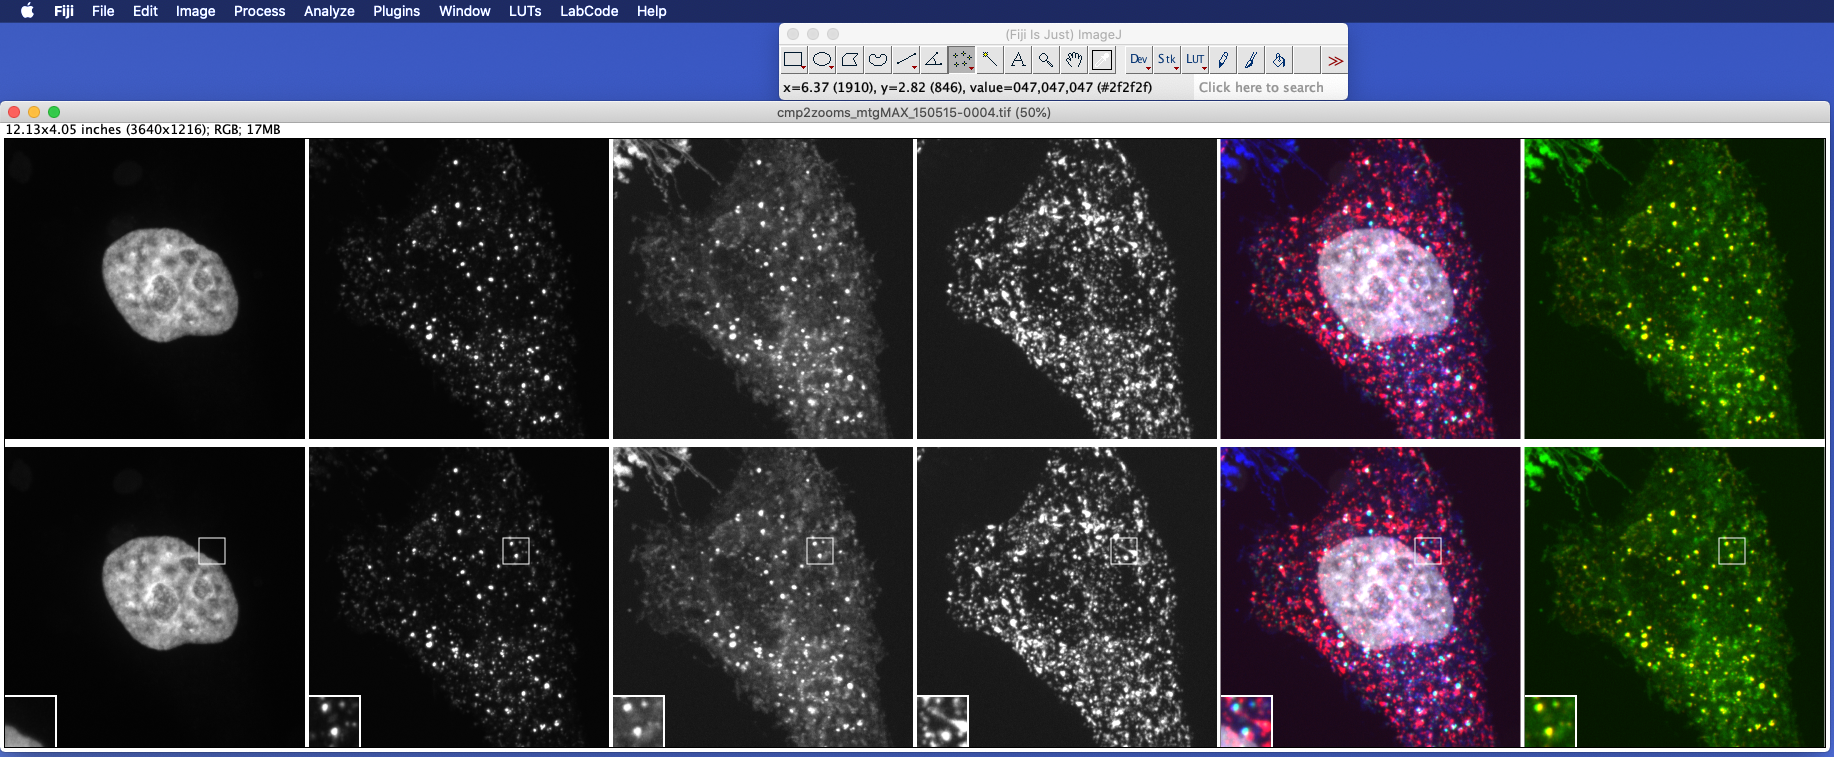 Fiji File Edit Image Process Analyze Plugins Window LUTs LabCode Help
(Fiji Is Just) ImageJ
A Dev Stk LUT >>
x=6.37 (1910), y=2.82 (846), value=047,047,047 (#2f2f2f) Click here to search
cmp2zooms_mtgMAX_150515-0004.tif (50%)
12.13x4.05 inches (3640x1216); RGB; 17MB